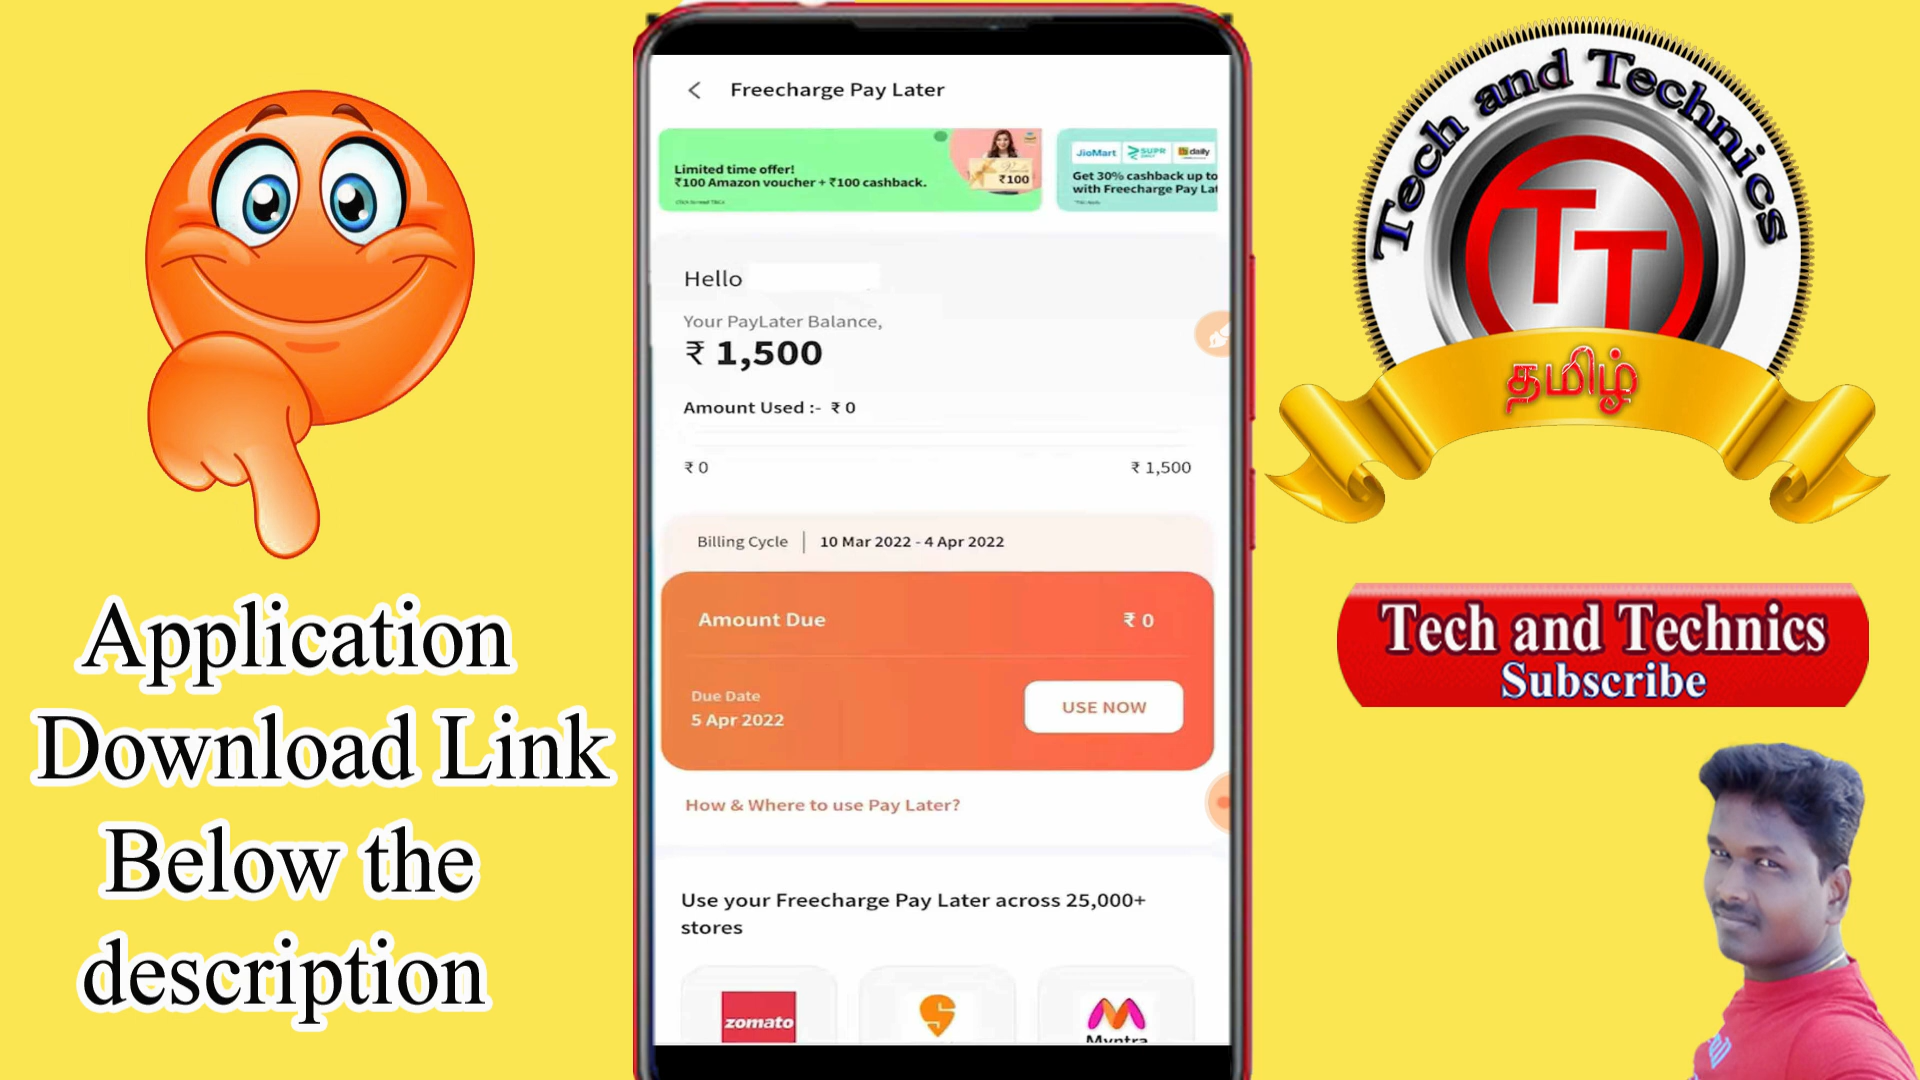 Freecharge Pay Later
Limited time offer!
₹100 Amazon voucher + ₹100 cashback.
₹100
JioMart
SUPR
daily
Get 30% cashback up to
with Freecharge Pay Lat
Hello
Your PayLater Balance,
₹ 1,500
Amount Used :- ₹ 0
₹ 0
₹ 1,500
Billing Cycle | 10 Mar 2022 - 4 Apr 2022
Amount Due
₹ 0
Due Date
5 Apr 2022
USE NOW
How & Where to use Pay Later?
Use your Freecharge Pay Later across 25,000+
stores
zomato
Myntra
Application
Download Link
Below the
description
Tech and Technics
TT
தமிழ்
Tech and Technics
Subscribe